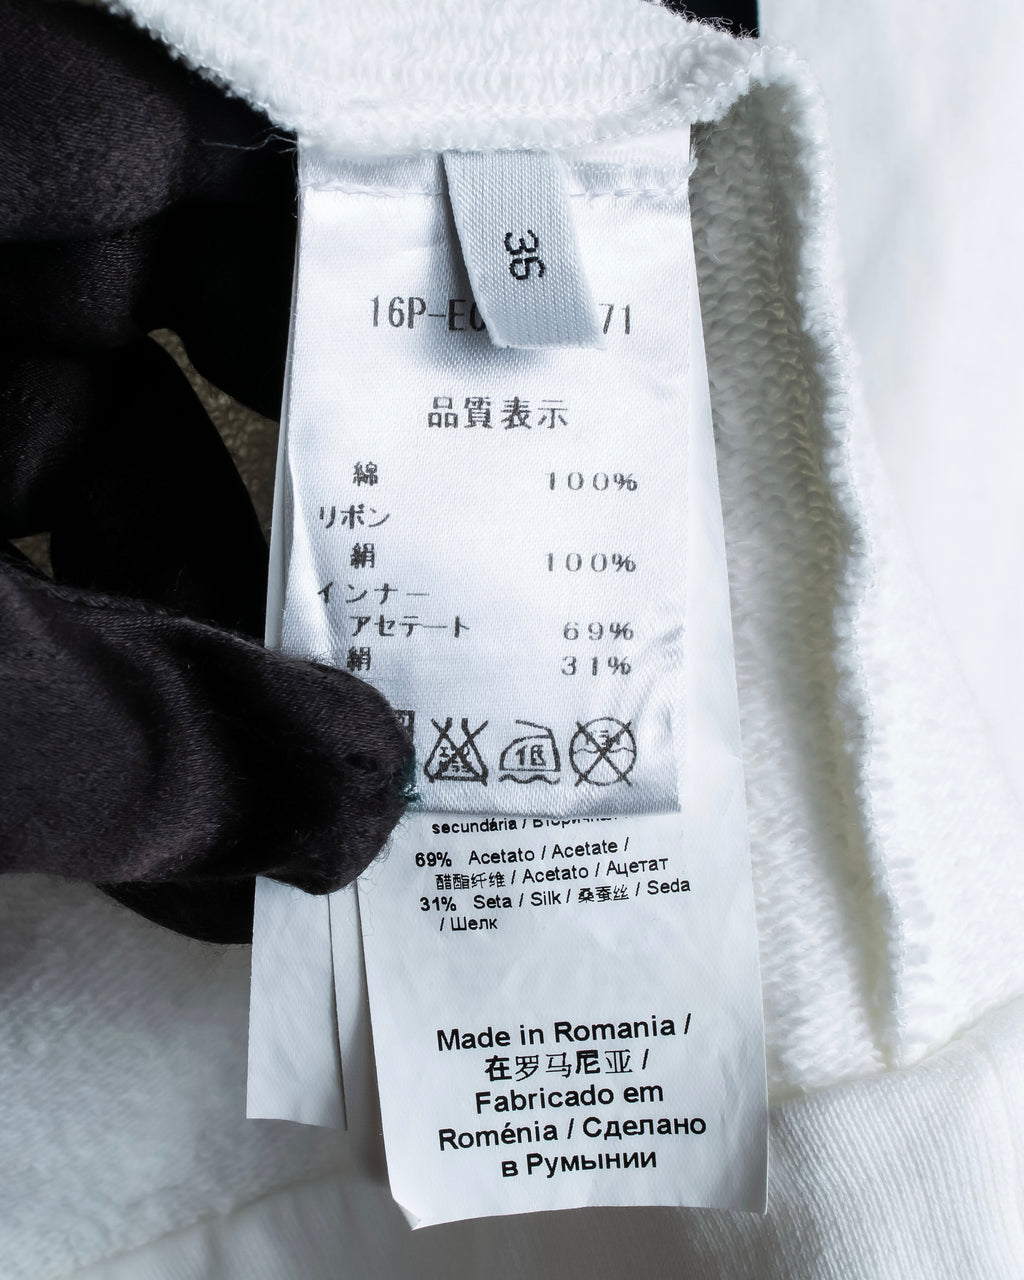 36
16P-E 71
品質表示
綿 100%
リボン
絹 100%
インナー
アセテート 69%
絹 31%
secundária /
69% Acetato / Acetate /
醋酯纤维 / Acetato / Ацетат
31% Seta / Silk / 桑蚕丝 / Seda
/ Шелк
Made in Romania /
在罗马尼亚 /
Fabricado em
Roménia / Сделано
в Румынии